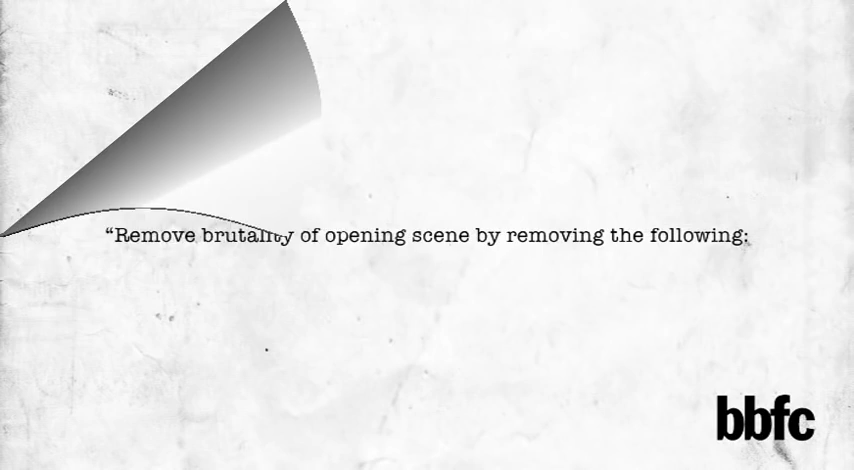 “Remove brutality of opening scene by removing the following:
bbfc